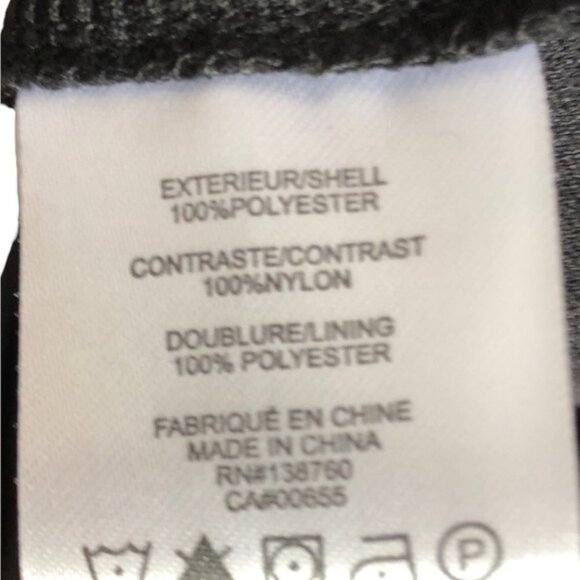 EXTERIEUR/SHELL
100%POLYESTER
CONTRASTE/CONTRAST
100%NYLON
DOUBLURE/LINING
100% POLYESTER
FABRIQUÉ EN CHINE
MADE IN CHINA
RN#138760
CA#00655
P